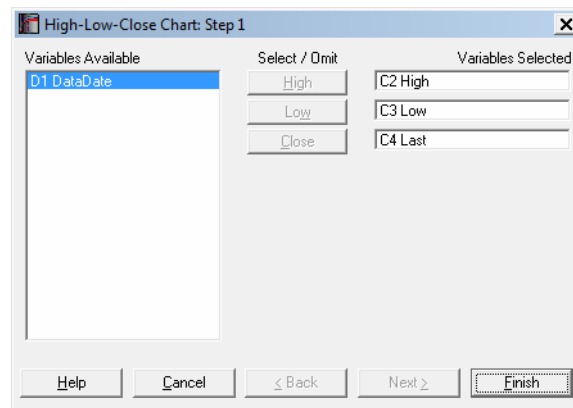 High-Low-Close Chart: Step 1
Variables Available
Select / Omit
Variables Selected
D1 DataDate
High
C2 High
Low
C3 Low
Close
C4 Last
Help
Cancel
< Back
Next >
Finish